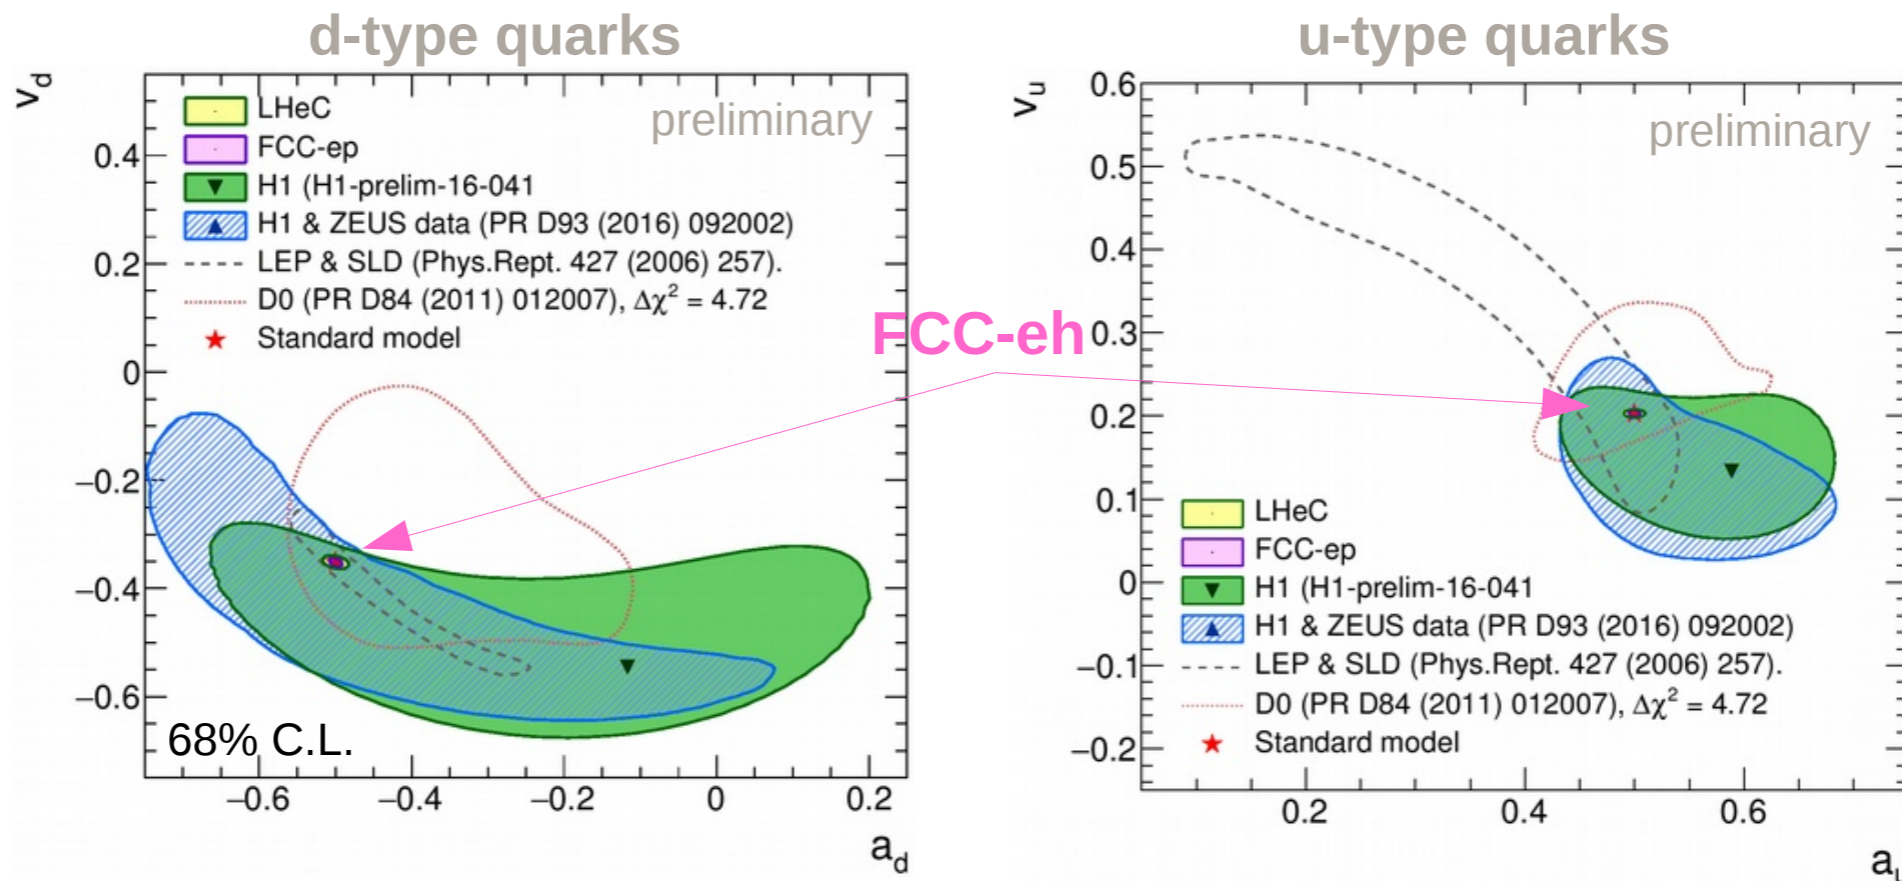 d-type quarks
v_d
preliminary
LHeC
FCC-ep
H1 (H1-prelim-16-041
H1 & ZEUS data (PR D93 (2016) 092002)
LEP & SLD (Phys.Rept. 427 (2006) 257).
D0 (PR D84 (2011) 012007), Δχ² = 4.72
Standard model
0.4
0.2
0
−0.2
−0.4
−0.6
68% C.L.
−0.6 −0.4 −0.2 0 0.2
a_d
FCC-eh
u-type quarks
v_u
preliminary
0.6
0.5
0.4
0.3
0.2
0.1
0
−0.1
−0.2
LHeC
FCC-ep
H1 (H1-prelim-16-041
H1 & ZEUS data (PR D93 (2016) 092002)
LEP & SLD (Phys.Rept. 427 (2006) 257).
D0 (PR D84 (2011) 012007), Δχ² = 4.72
Standard model
0.2 0.4 0.6
a